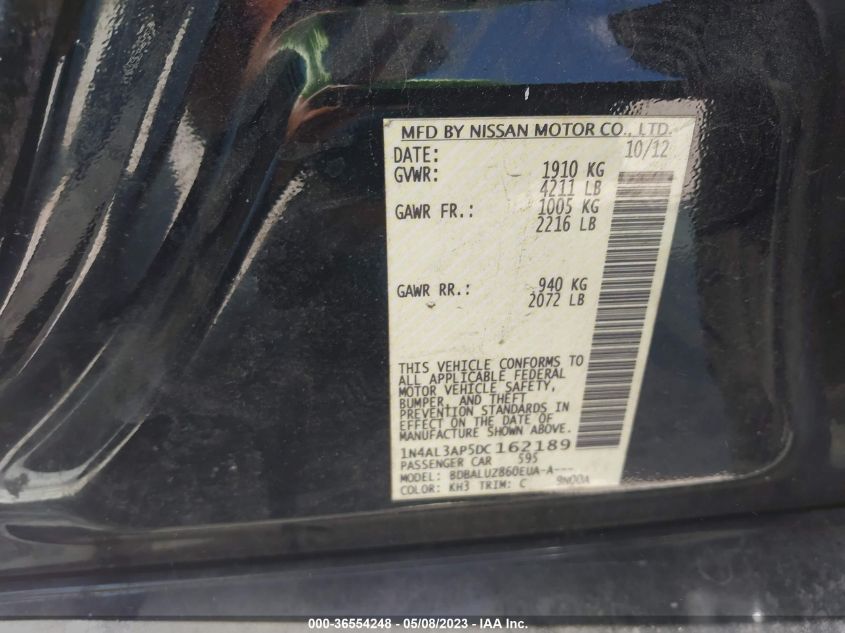 MFD BY NISSAN MOTOR CO., LTD.
DATE: 10/12
GVWR: 1910 KG
4211 LB
GAWR FR.: 1005 KG
2216 LB
GAWR RR.: 940 KG
2072 LB
THIS VEHICLE CONFORMS TO
ALL APPLICABLE FEDERAL
MOTOR VEHICLE SAFETY,
BUMPER, AND THEFT
PREVENTION STANDARDS IN
EFFECT ON THE DATE OF
MANUFACTURE SHOWN ABOVE.
1N4AL3AP5DC162189
PASSENGER CAR 595
MODEL: BDBALUZ860EUA-A---
COLOR: KH3 TRIM: C 9N00A
000-36554248 - 05/08/2023 - © IAA Inc.